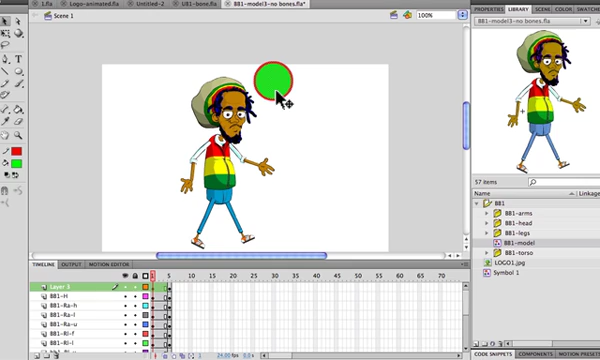 1.fla
Logo-animated.fla
Untitled-2
UB1-bone.fla
BB1-model3-no bones.fla*
Scene 1
100%
PROPERTIES
LIBRARY
BB1-model3-no bones.fla
57 items
Name
Linkage
BB1
BB1-arms
BB1-head
BB1-legs
BB1-model
BB1-torso
LOGO1.jpg
Symbol 1
TIMELINE
OUTPUT
MOTION EDITOR
1 5 10 15 20 25 30 35 40 45 50 55 60 65 70
Layer 3
BB1-H
BB1-Ra-h
BB1-Ra-l
BB1-Ra-u
BB1-Rl-f
BB1-Rl-l
1
24.00 fps
0.0 s
CODE SNIPPETS
COMPONENTS
MOTION PRESETS